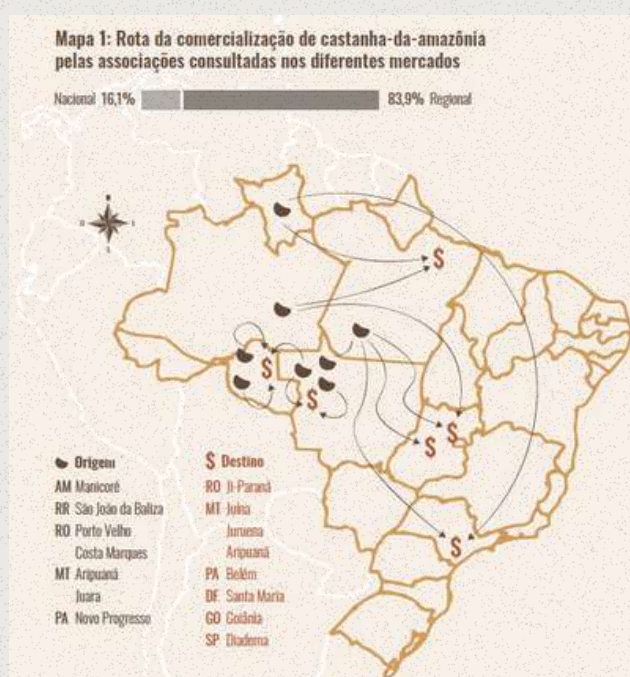 Mapa 1: Rota da comercialização de castanha-da-amazônia
pelas associações consultadas nos diferentes mercados
Nacional 16,1% 83,9% Regional
$
$
$
$
$
$
Origem
AM Manicoré
RR São João da Baliza
RO Porto Velho
Costa Marques
MT Aripuanã
Juara
PA Novo Progresso
$ Destino
RO Ji-Paraná
MT Juína
Juruena
Aripuanã
PA Belém
DF Santa Maria
GO Goiânia
SP Diadema